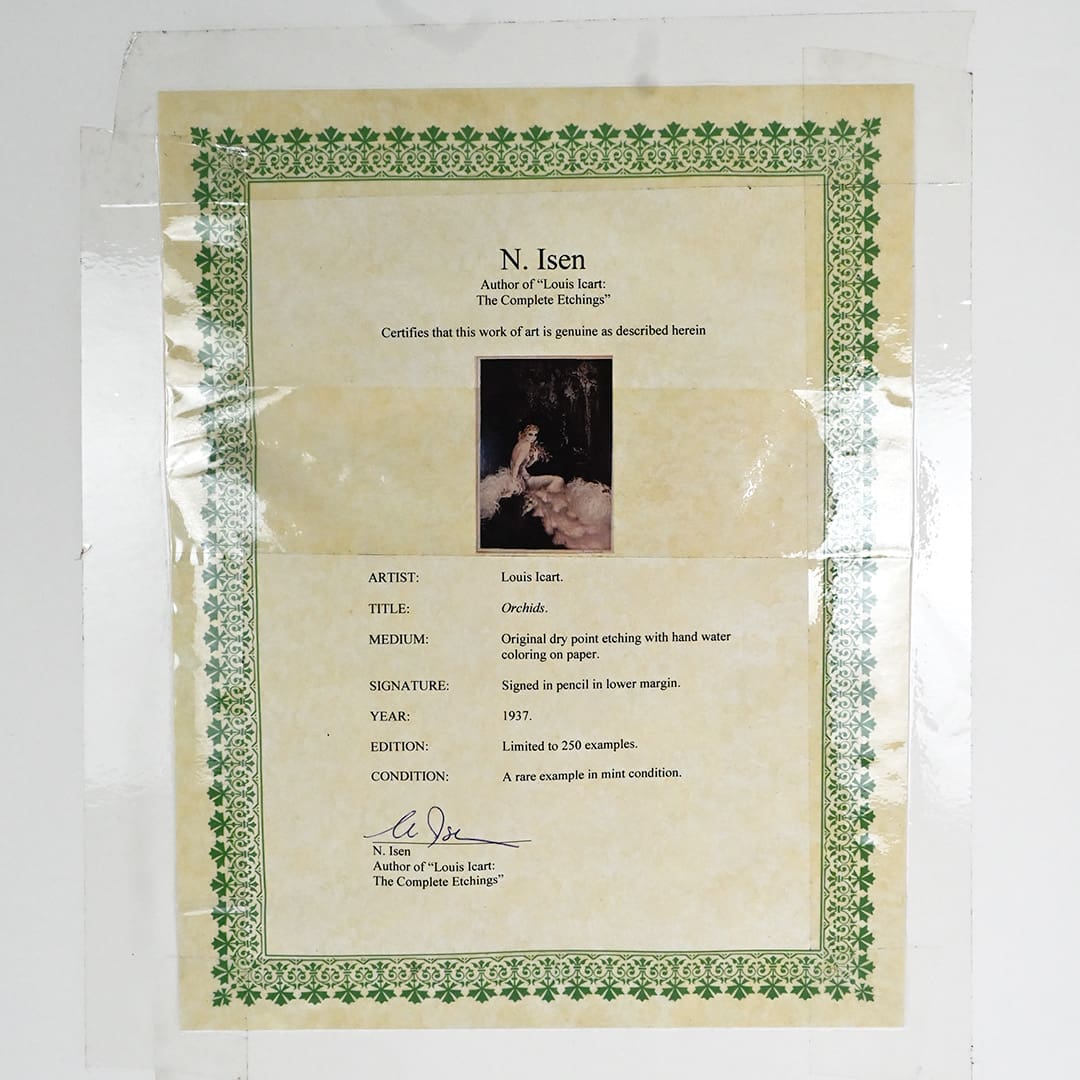 N. Isen
Author of “Louis Icart:
The Complete Etchings”
Certifies that this work of art is genuine as described herein
ARTIST: Louis Icart.
TITLE: Orchids.
MEDIUM: Original dry point etching with hand water
coloring on paper.
SIGNATURE: Signed in pencil in lower margin.
YEAR: 1937.
EDITION: Limited to 250 examples.
CONDITION: A rare example in mint condition.
N. Isen
N. Isen
Author of “Louis Icart:
The Complete Etchings”